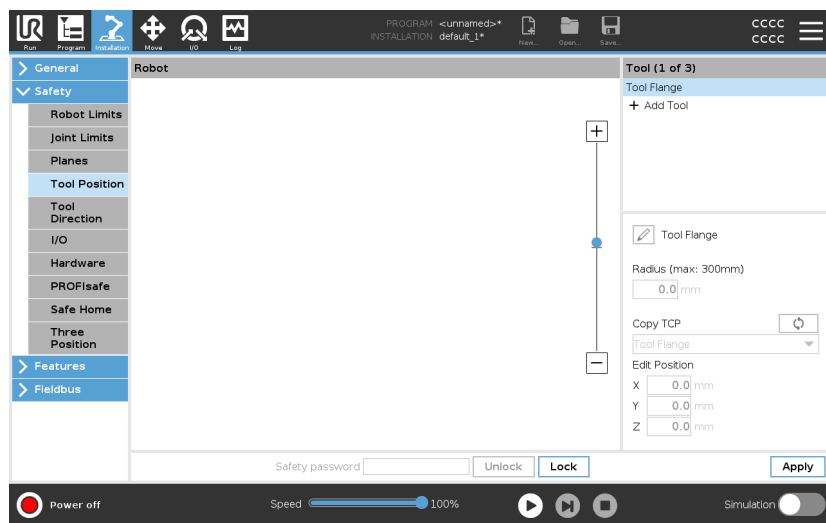 UR
Run
Program
Installation
Move
I/O
Log
PROGRAM <unnamed>*
INSTALLATION default_1*
New...
Open...
Save...
CCCC
CCCC
General
Safety
Robot Limits
Joint Limits
Planes
Tool Position
Tool
Direction
I/O
Hardware
PROFIsafe
Safe Home
Three
Position
Features
Fieldbus
Robot
Tool (1 of 3)
Tool Flange
+ Add Tool
Tool Flange
Radius (max: 300mm)
0.0 mm
Copy TCP
Tool Flange
Edit Position
X 0.0 mm
Y 0.0 mm
Z 0.0 mm
Safety password
Unlock
Lock
Apply
Power off
Speed
100%
Simulation